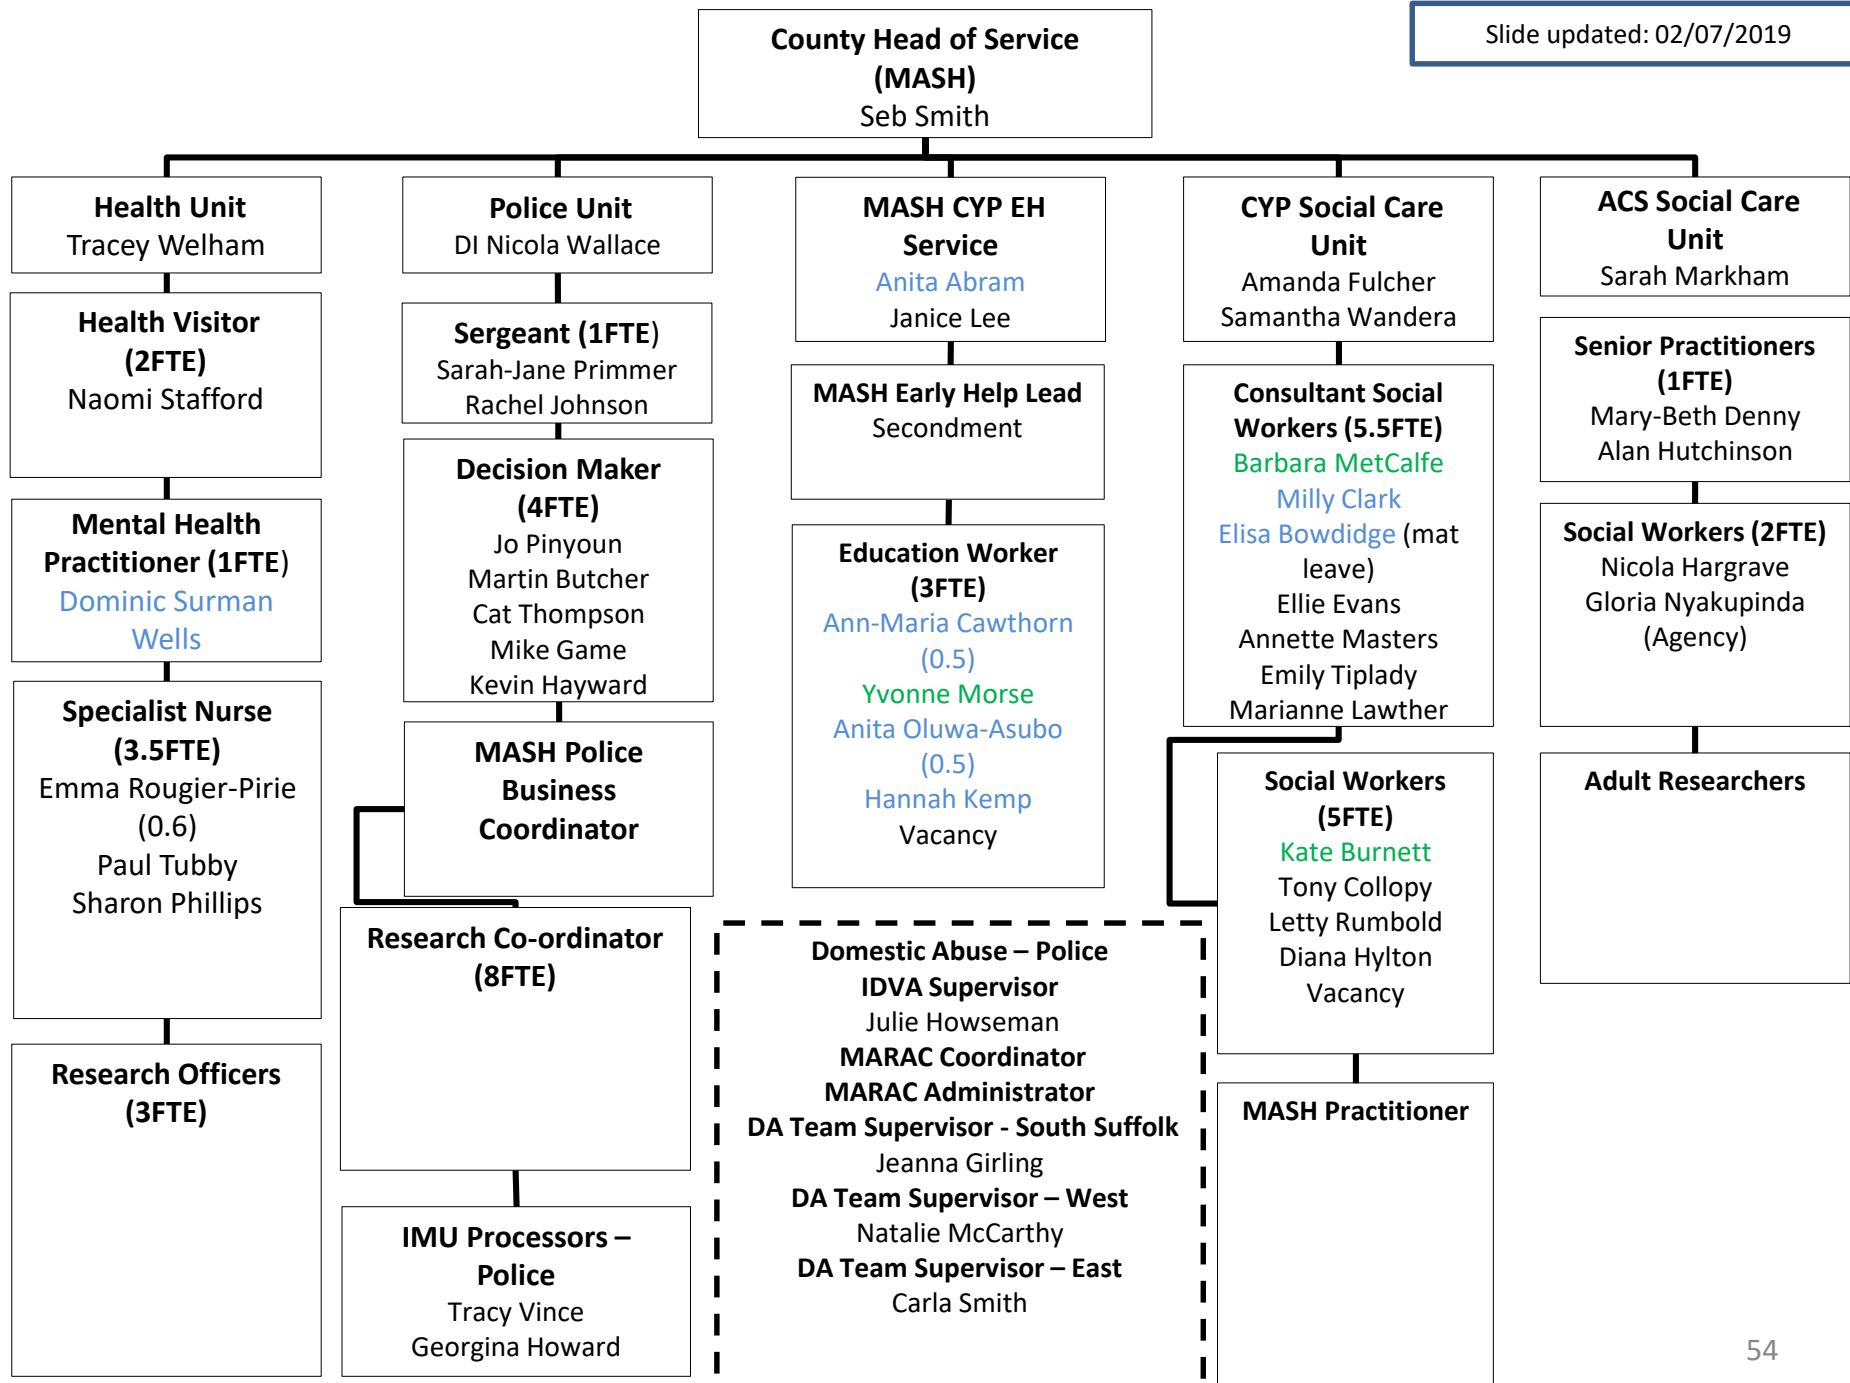 Slide updated: 02/07/2019
County Head of Service
(MASH)
Seb Smith
Health Unit
Tracey Welham
Health Visitor
(2FTE)
Naomi Stafford
Mental Health
Practitioner (1FTE)
Dominic Surman
Wells
Specialist Nurse
(3.5FTE)
Emma Rougier-Pirie
(0.6)
Paul Tubby
Sharon Phillips
Research Officers
(3FTE)
Police Unit
DI Nicola Wallace
Sergeant (1FTE)
Sarah-Jane Primmer
Rachel Johnson
Decision Maker
(4FTE)
Jo Pinyoun
Martin Butcher
Cat Thompson
Mike Game
Kevin Hayward
MASH Police
Business
Coordinator
Research Co-ordinator
(8FTE)
IMU Processors –
Police
Tracy Vince
Georgina Howard
MASH CYP EH
Service
Anita Abram
Janice Lee
MASH Early Help Lead
Secondment
Education Worker
(3FTE)
Ann-Maria Cawthorn
(0.5)
Yvonne Morse
Anita Oluwa-Asubo
(0.5)
Hannah Kemp
Vacancy
Domestic Abuse – Police
IDVA Supervisor
Julie Howseman
MARAC Coordinator
MARAC Administrator
DA Team Supervisor - South Suffolk
Jeanna Girling
DA Team Supervisor – West
Natalie McCarthy
DA Team Supervisor – East
Carla Smith
CYP Social Care
Unit
Amanda Fulcher
Samantha Wandera
Consultant Social
Workers (5.5FTE)
Barbara MetCalfe
Milly Clark
Elisa Bowdidge (mat
leave)
Ellie Evans
Annette Masters
Emily Tiplady
Marianne Lawther
Social Workers
(5FTE)
Kate Burnett
Tony Collopy
Letty Rumbold
Diana Hylton
Vacancy
MASH Practitioner
ACS Social Care
Unit
Sarah Markham
Senior Practitioners
(1FTE)
Mary-Beth Denny
Alan Hutchinson
Social Workers (2FTE)
Nicola Hargrave
Gloria Nyakupinda
(Agency)
Adult Researchers
54